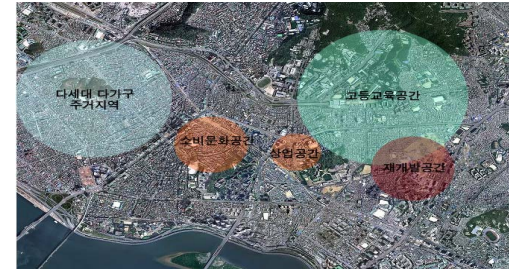 다세대 다가구
주거지역
고등교육공간
소비문화공간
상업공간
재개발공간